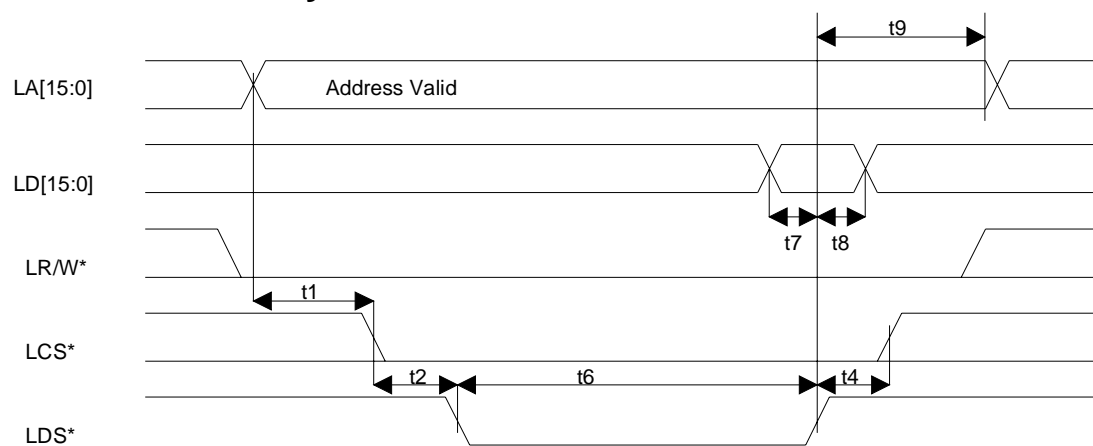 t9
LA[15:0]
Address Valid
LD[15:0]
t7
t8
LR/W*
t1
LCS*
t2
t6
t4
LDS*